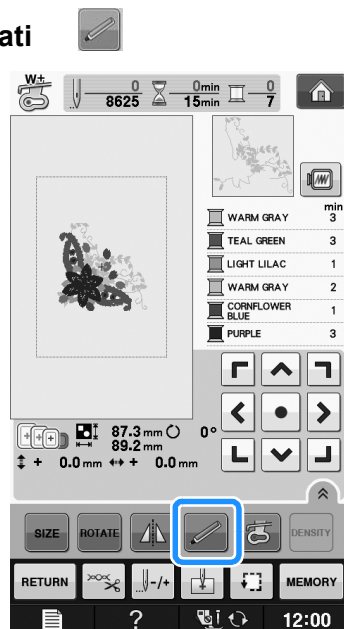 ati
W+
0
8625
0min
15min
0
7
min
WARM GRAY 3
TEAL GREEN 3
LIGHT LILAC 1
WARM GRAY 2
CORNFLOWER
BLUE 1
PURPLE 3
87.3 mm 0°
89.2 mm
+ 0.0 mm + 0.0 mm
SIZE ROTATE DENSITY
RETURN -/+ MEMORY
? 12:00